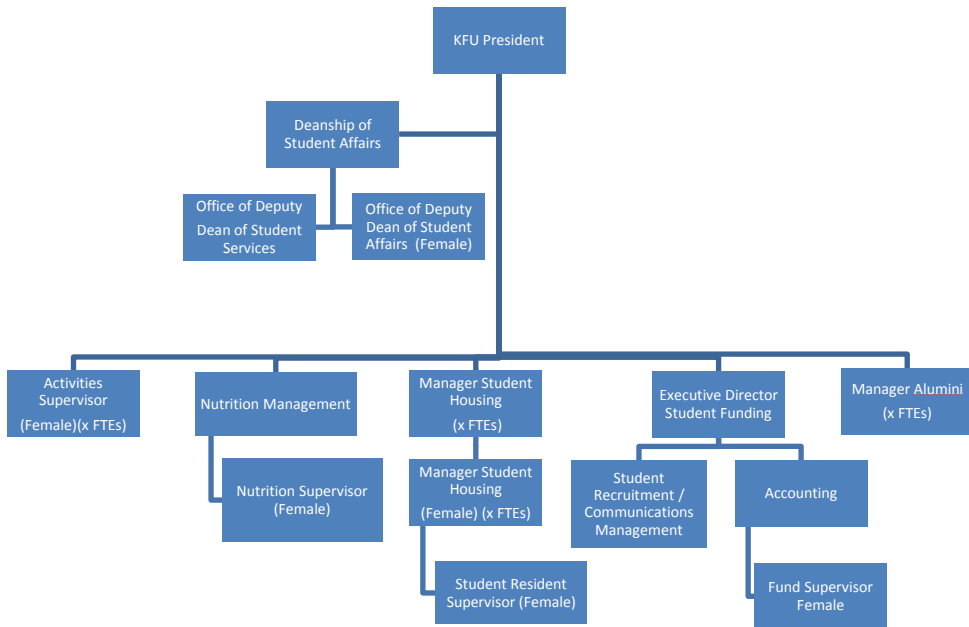 KFU President
Deanship of
Student Affairs
Office of Deputy
Dean of Student
Services
Office of Deputy
Dean of Student
Affairs (Female)
Activities
Supervisor
(Female)(x FTEs)
Nutrition Management
Manager Student
Housing
(x FTEs)
Executive Director
Student Funding
Manager Alumini
(x FTEs)
Nutrition Supervisor
(Female)
Manager Student
Housing
(Female) (x FTEs)
Student
Recruitment /
Communications
Management
Accounting
Student Resident
Supervisor (Female)
Fund Supervisor
Female